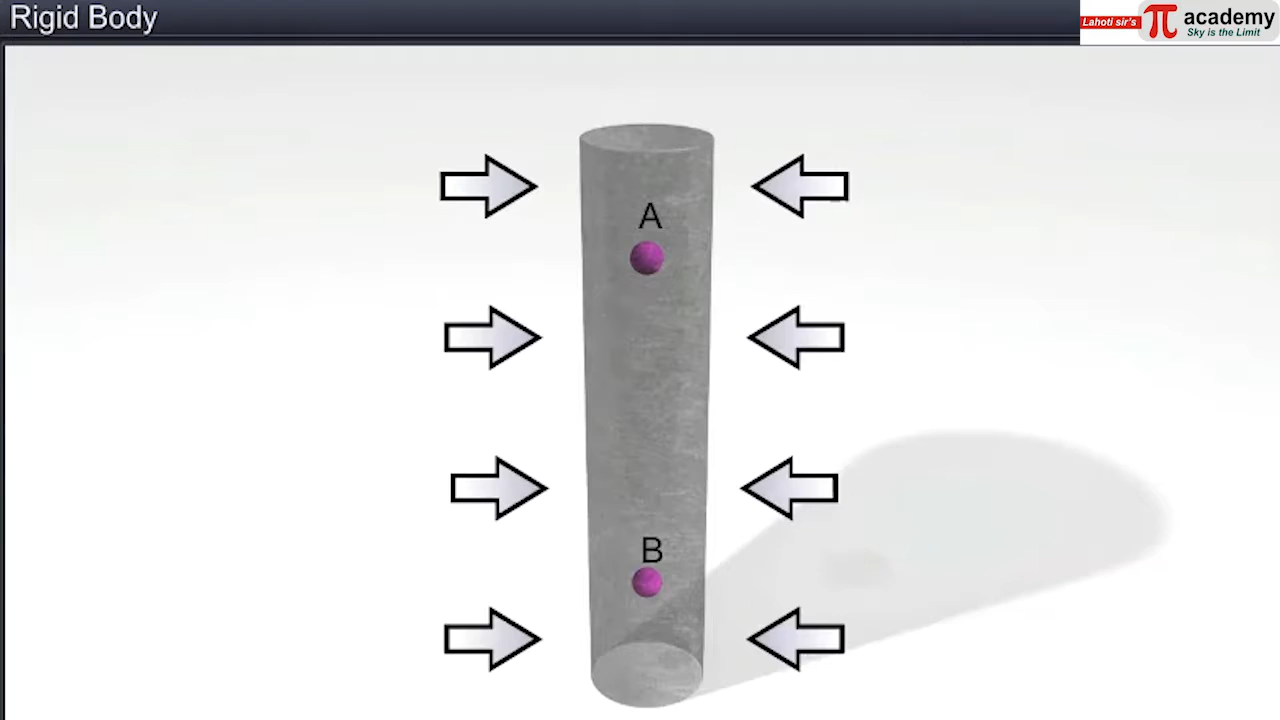 Rigid Body
Lahoti sir's
π academy
Sky is the Limit
A
B